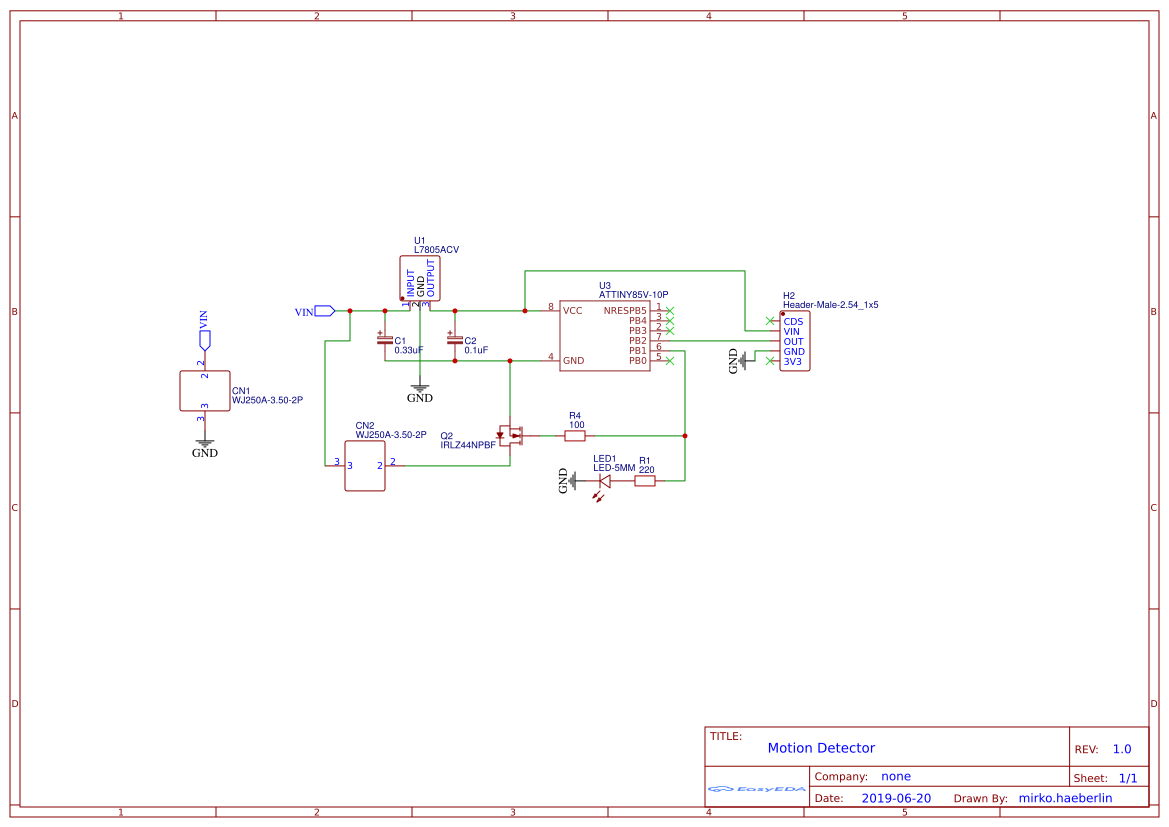 1 2 3 4 5
A A
U1
L7805ACV
INPUT
GND
OUTPUT
1 2 3
U3
ATTINY85V-10P
H2
Header-Male-2.54_1x5
B B
VIN
VIN
8 VCC
NRESPB5 1
PB4 3
PB3 2
PB2 7
PB1 6
PB0 5
4 GND
CDS
VIN
OUT
GND
3V3
C1
0.33uF
C2
0.1uF
GND
GND
2
2
CN1
WJ250A-3.50-2P
3
3
GND
CN2
WJ250A-3.50-2P
3 3 2 2
Q2
IRLZ44NPBF
R4
100
LED1
LED-5MM
R1
220
GND
C C
D D
TITLE:
Motion Detector
REV: 1.0
EasyEDA
Company: none
Sheet: 1/1
Date: 2019-06-20 Drawn By: mirko.haeberlin
1 2 3 4 5